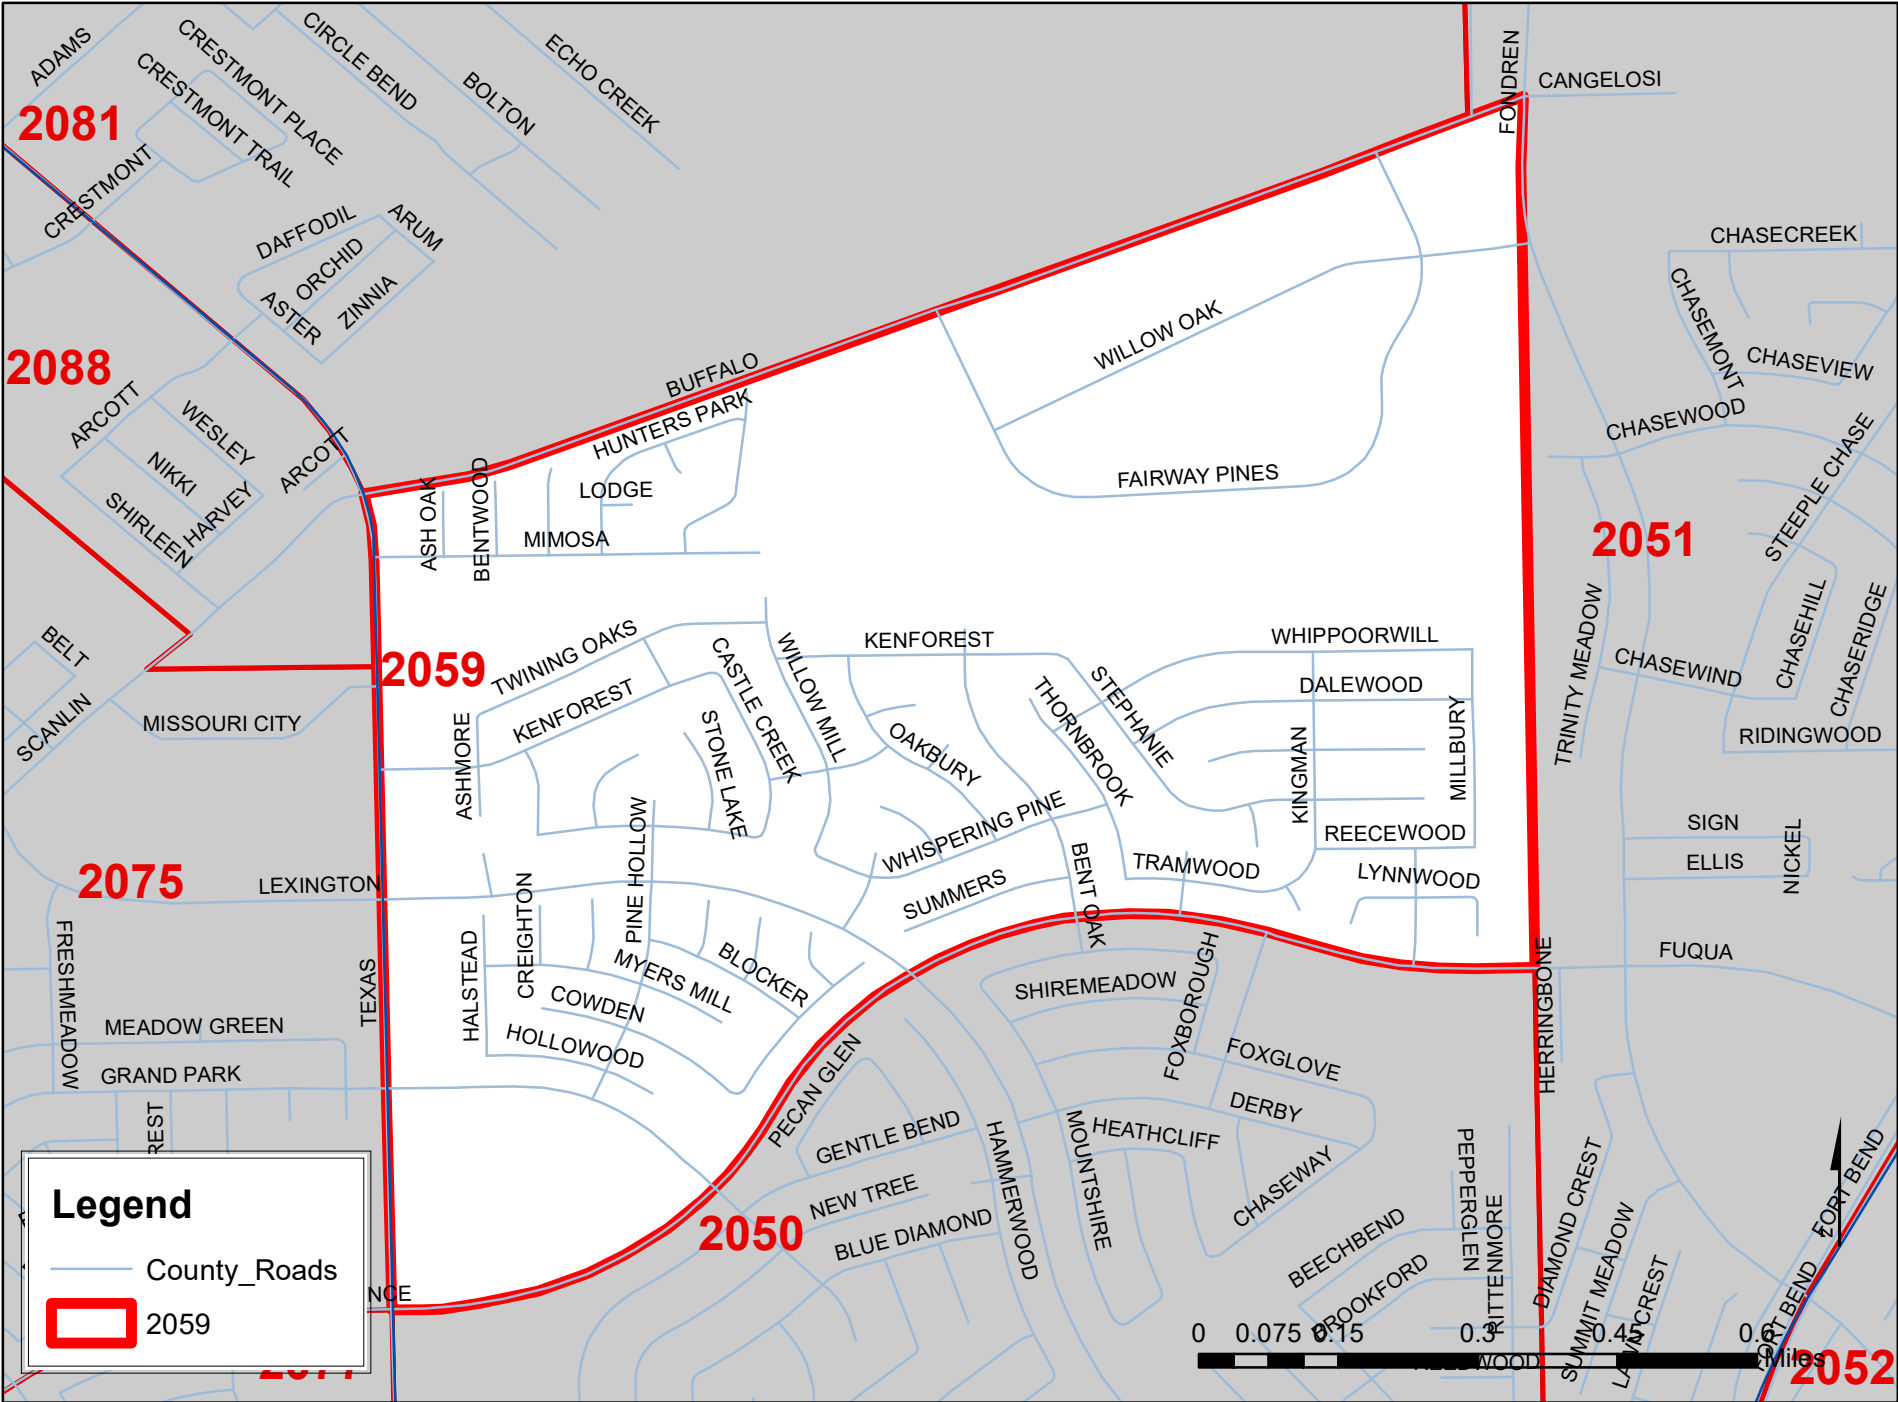 ADAMS
CRESTMONT PLACE
CIRCLE BEND
ECHO CREEK
BOLTON
CRESTMONT TRAIL
2081
CRESTMONT
FONDREN
CANGELOSI
DAFFODIL
ARUM
ORCHID
ASTER
ZINNIA
CHASECREEK
CHASEMONT
CHASEVIEW
2088
ARCOTT
WESLEY
ARCOTT
NIKKI
HARVEY
SHIRLEEN
BUFFALO
HUNTERS PARK
WILLOW OAK
CHASEWOOD
STEEPLE CHASE
ASH OAK
BENTWOOD
LODGE
MIMOSA
FAIRWAY PINES
2051
BELT
SCANLIN
MISSOURI CITY
2059
TWINING OAKS
KENFOREST
ASHMORE
CASTLE CREEK
WILLOW MILL
STONE LAKE
KENFOREST
OAKBURY
THORNBROOK
STEPHANIE
WHIPPOORWILL
DALEWOOD
KINGMAN
MILLBURY
TRINITY MEADOW
CHASEWIND
CHASEHILL
CHASERIDGE
RIDINGWOOD
WHISPERING PINE
REECEWOOD
SIGN
ELLIS
NICKEL
2075
LEXINGTON
PINE HOLLOW
SUMMERS
BENT OAK
TRAMWOOD
LYNNWOOD
FRESHMEADOW
TEXAS
HALSTEAD
CREIGHTON
MYERS MILL
BLOCKER
COWDEN
HOLLOWOOD
SHIREMEADOW
FOXBOROUGH
HERRINGBONE
FUQUA
MEADOW GREEN
GRAND PARK
PECAN GLEN
FOXGLOVE
DERBY
REST
GENTLE BEND
HAMMERWOOD
MOUNTSHIRE
HEATHCLIFF
CHASEWAY
PEPPERGLEN
RITTENMORE
DIAMOND CREST
FORT BEND
NEW TREE
2050
BLUE DIAMOND
BEECHBEND
BROOKFORD
SUMMIT MEADOW
LAWNCREST
FORT BEND
REEDWOOD
NCE
Legend
County_Roads
2059
2077
0 0.075 0.15 0.3 0.45 0.6
Miles
2052